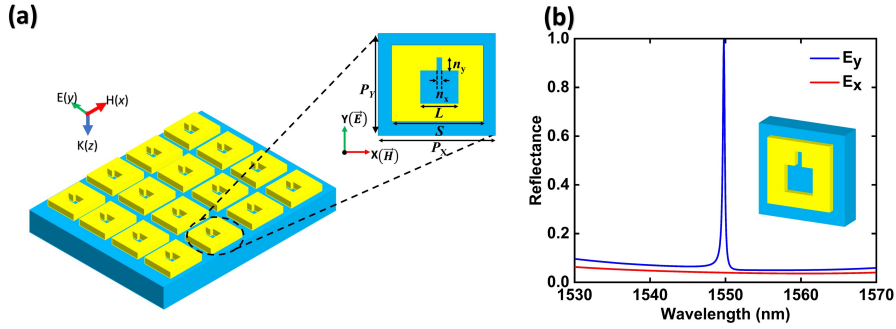 (a)
E(y)
H(x)
K(z)
P_Y
n_y
n_x
L
S
P_X
Y(E⃗)
X(H⃗)
(b)
Reflectance
1.0
0.8
0.6
0.4
0.2
0.0
E_y
E_x
1530 1540 1550 1560 1570
Wavelength (nm)